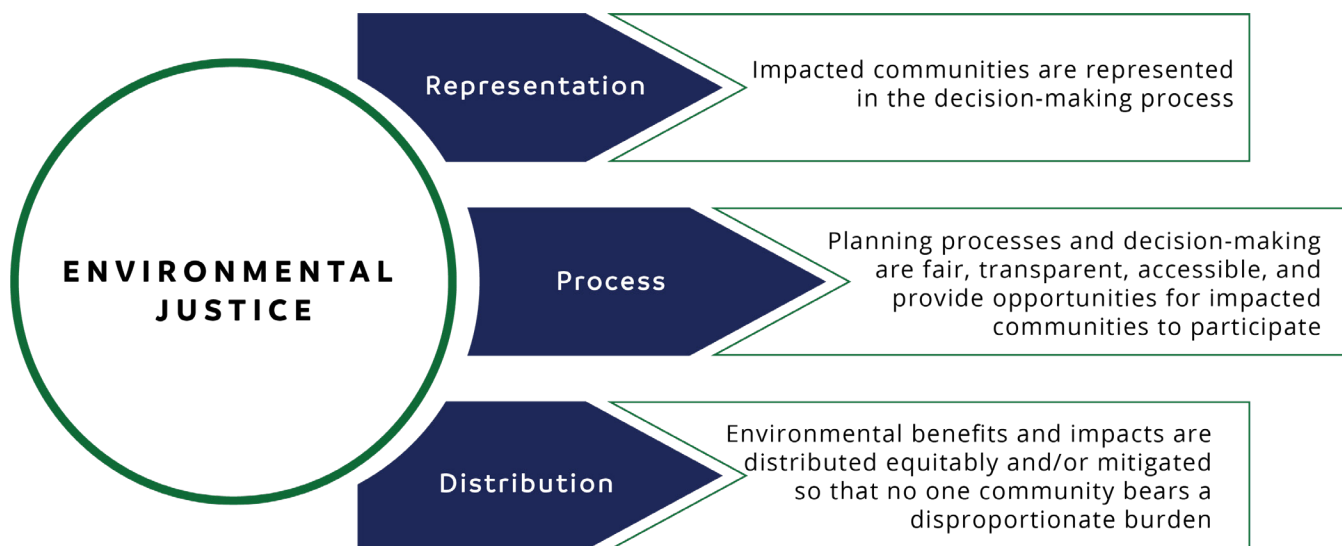 ENVIRONMENTAL
JUSTICE
Representation
Impacted communities are represented
in the decision-making process
Process
Planning processes and decision-making
are fair, transparent, accessible, and
provide opportunities for impacted
communities to participate
Distribution
Environmental benefits and impacts are
distributed equitably and/or mitigated
so that no one community bears a
disproportionate burden